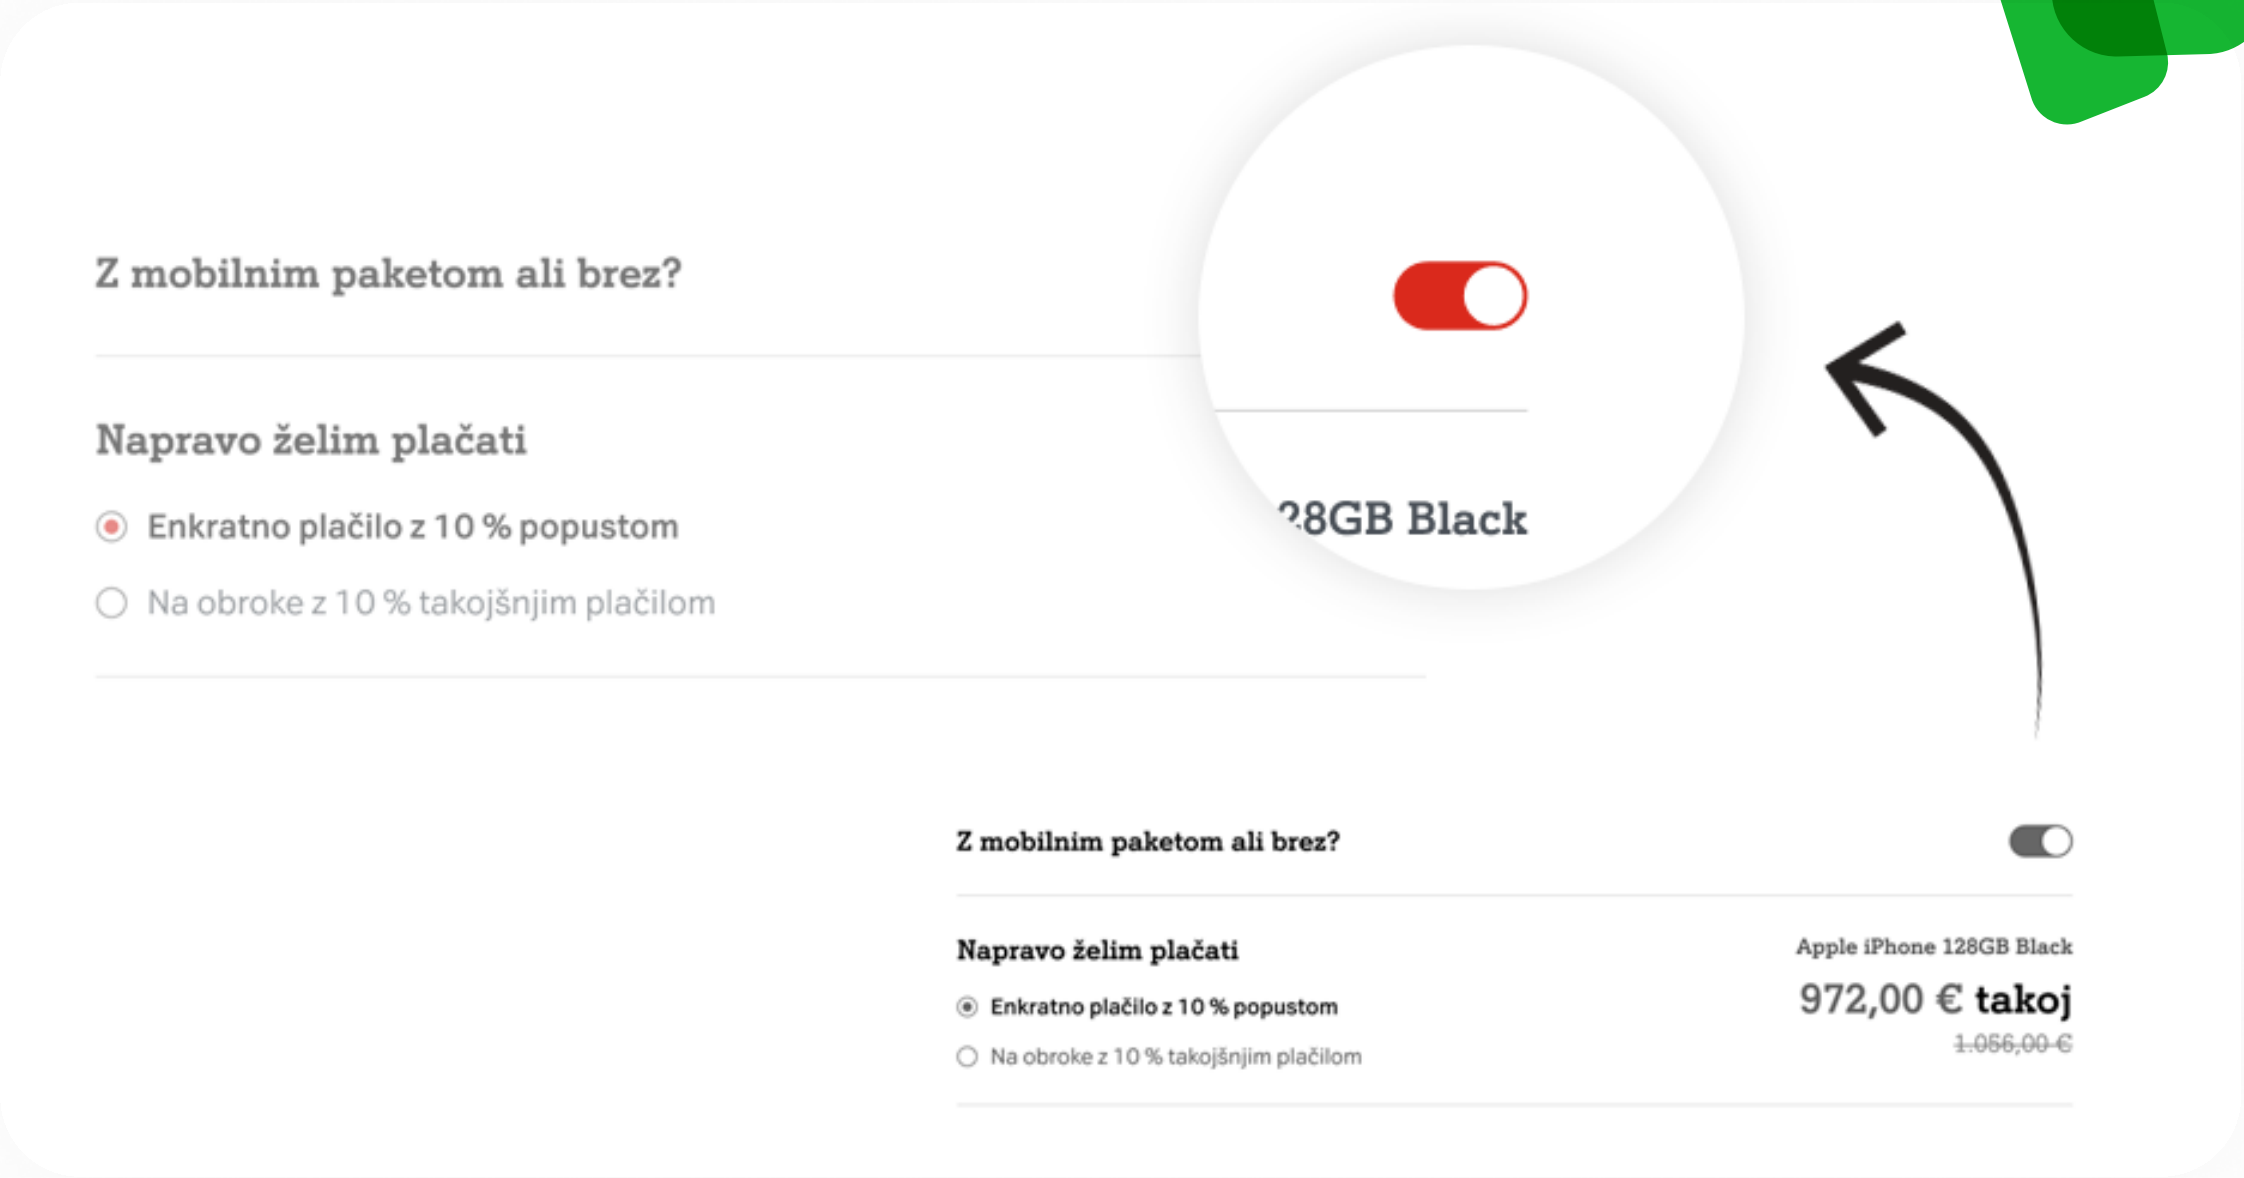 Z mobilnim paketom ali brez?
Napravo želim plačati
Enkratno plačilo z 10 % popustom
Na obroke z 10 % takojšnjim plačilom
28GB Black
Z mobilnim paketom ali brez?
Napravo želim plačati
Enkratno plačilo z 10 % popustom
Na obroke z 10 % takojšnjim plačilom
Apple iPhone 128GB Black
972,00 € takoj
1.056,00 €